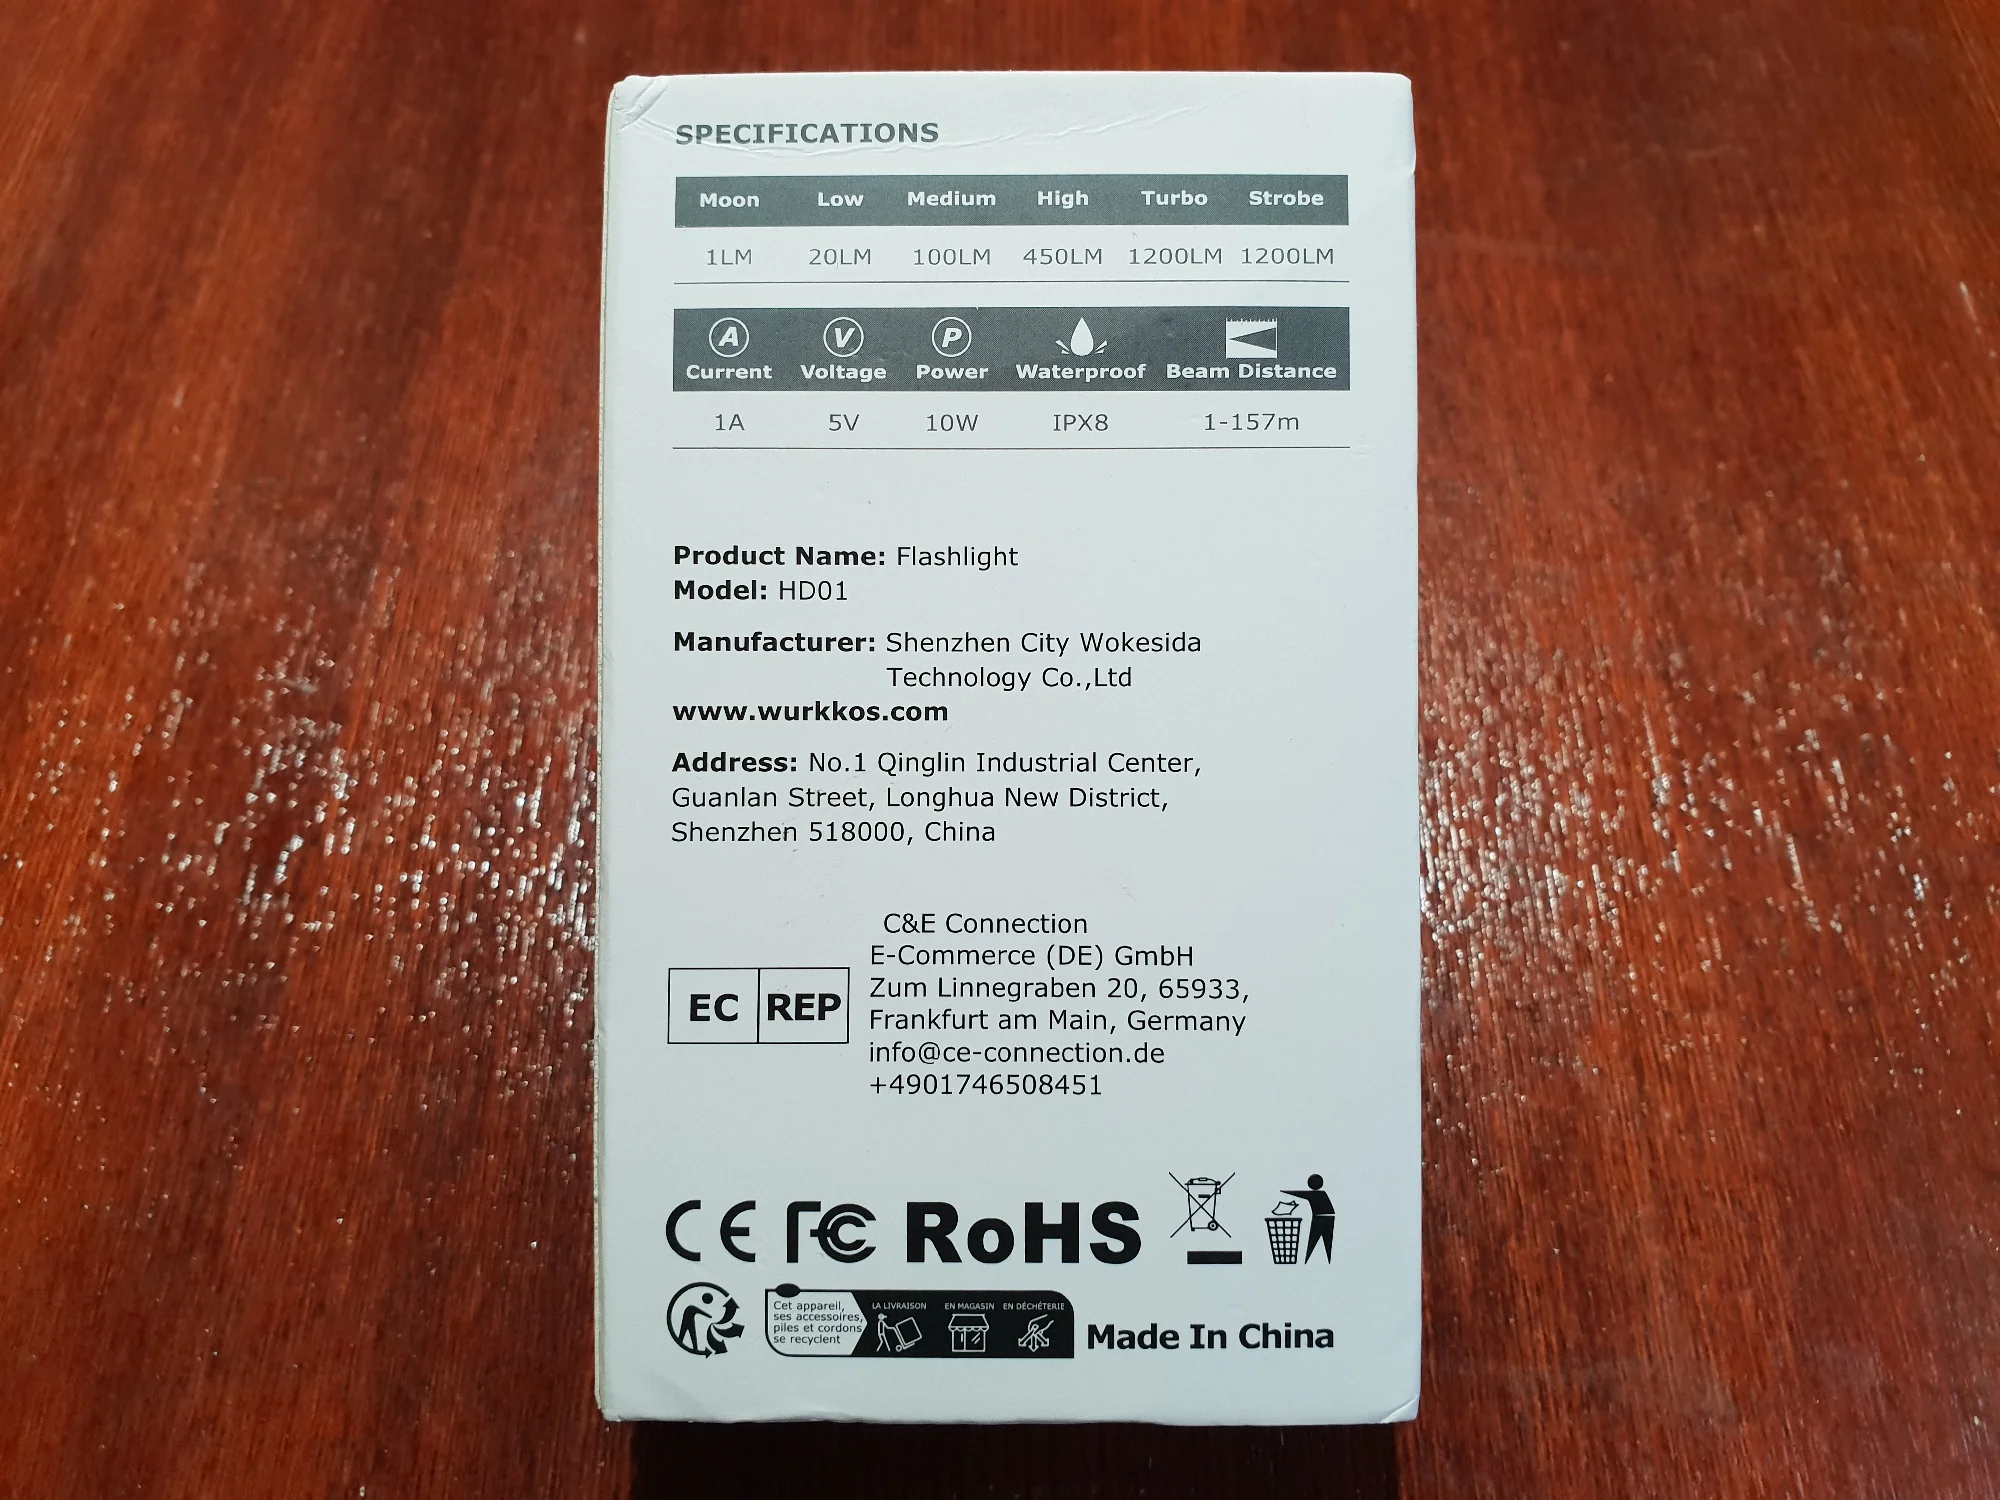 SPECIFICATIONS
Moon Low Medium High Turbo Strobe
1LM 20LM 100LM 450LM 1200LM 1200LM
A V P
Current Voltage Power Waterproof Beam Distance
1A 5V 10W IPX8 1-157m
Product Name: Flashlight
Model: HD01
Manufacturer: Shenzhen City Wokesida
Technology Co.,Ltd
www.wurkkos.com
Address: No.1 Qinglin Industrial Center,
Guanlan Street, Longhua New District,
Shenzhen 518000, China
C&E Connection
E-Commerce (DE) GmbH
Zum Linnegraben 20, 65933,
Frankfurt am Main, Germany
info@ce-connection.de
+4901746508451
EC REP
CE FC RoHS
Cet appareil,
ses accessoires,
piles et cordons
se recyclent
LA LIVRAISON EN MAGASIN EN DÉCHÈTERIE
Made In China